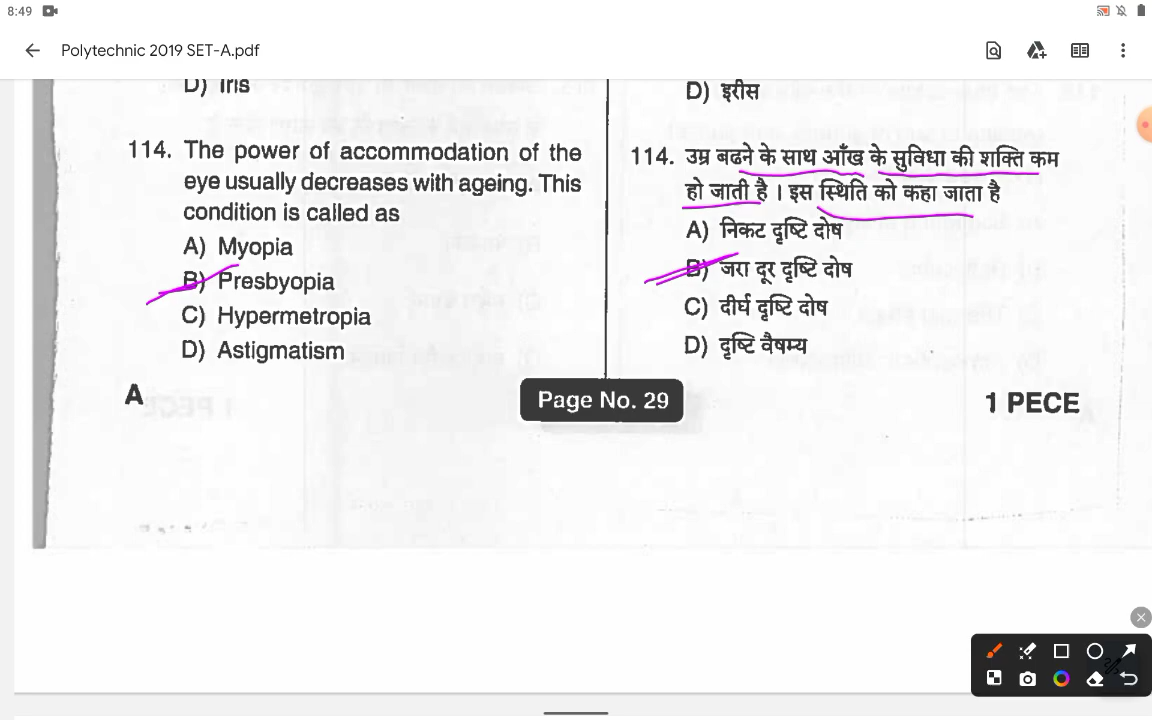 8:49
Polytechnic 2019 SET-A.pdf
D) Iris
114. The power of accommodation of the
eye usually decreases with ageing. This
condition is called as
A) Myopia
B) Presbyopia
C) Hypermetropia
D) Astigmatism
A
D) इरीस
114. उम्र बढने के साथ आँख के सुविधा की शक्ति कम
हो जाती है । इस स्थिति को कहा जाता है
A) निकट दृष्टि दोष
B) जरा दूर दृष्टि दोष
C) दीर्घ दृष्टि दोष
D) दृष्टि वैषम्य
Page No. 29
1 PECE